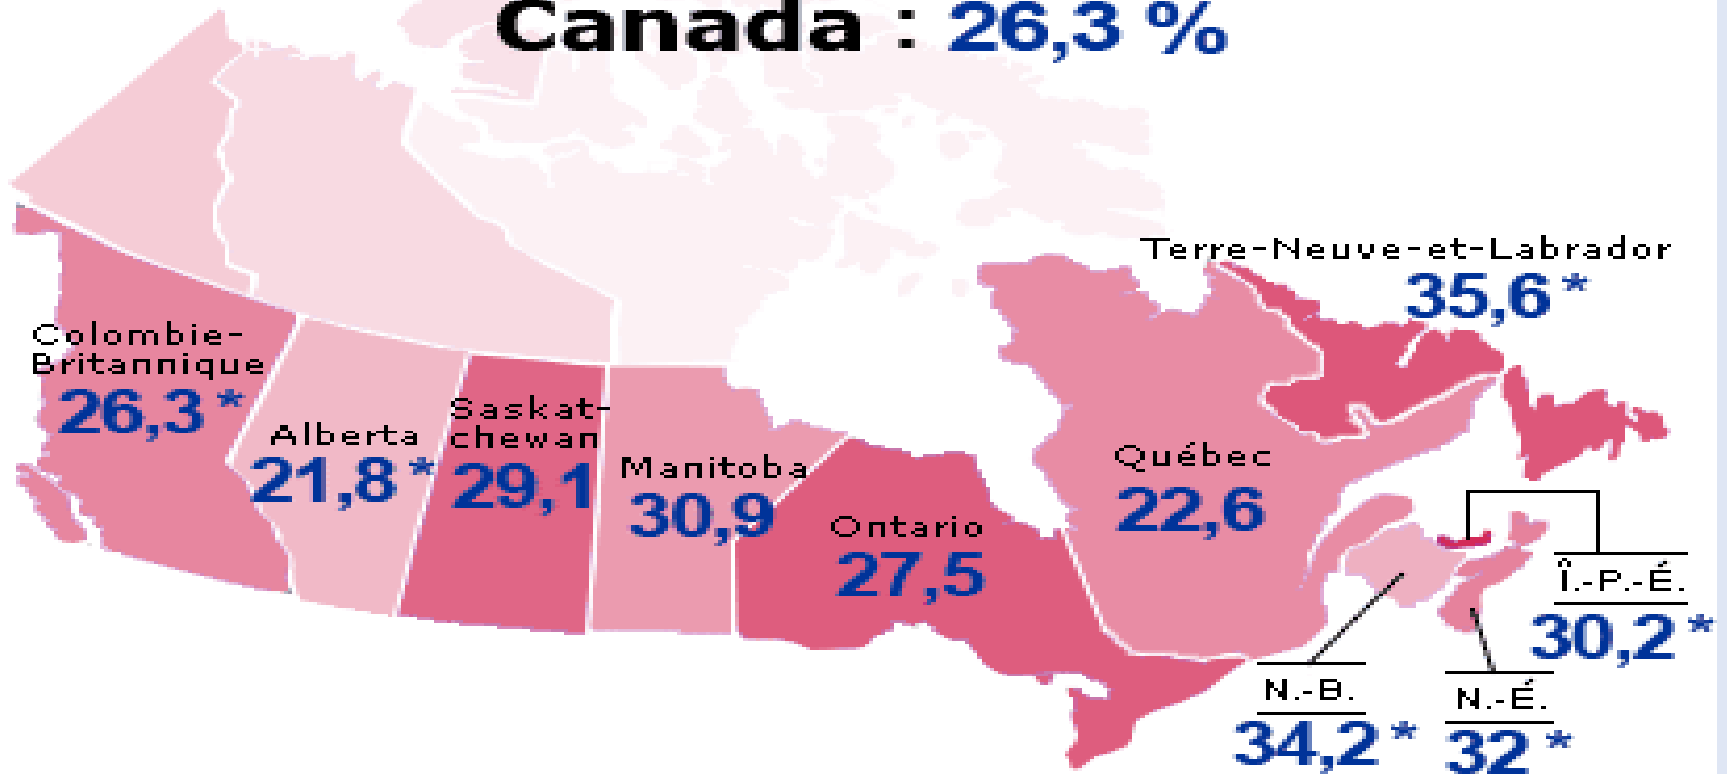 Canada : 26,3 %
Terre-Neuve-et-Labrador
35,6 *
Colombie-
Britannique
26,3 *
Alberta
21,8 *
Saskat-
chewan
29,1
Manitoba
30,9
Ontario
27,5
Québec
22,6
Î.-P.-É.
30,2 *
N.-B.
34,2 *
N.-É.
32 *